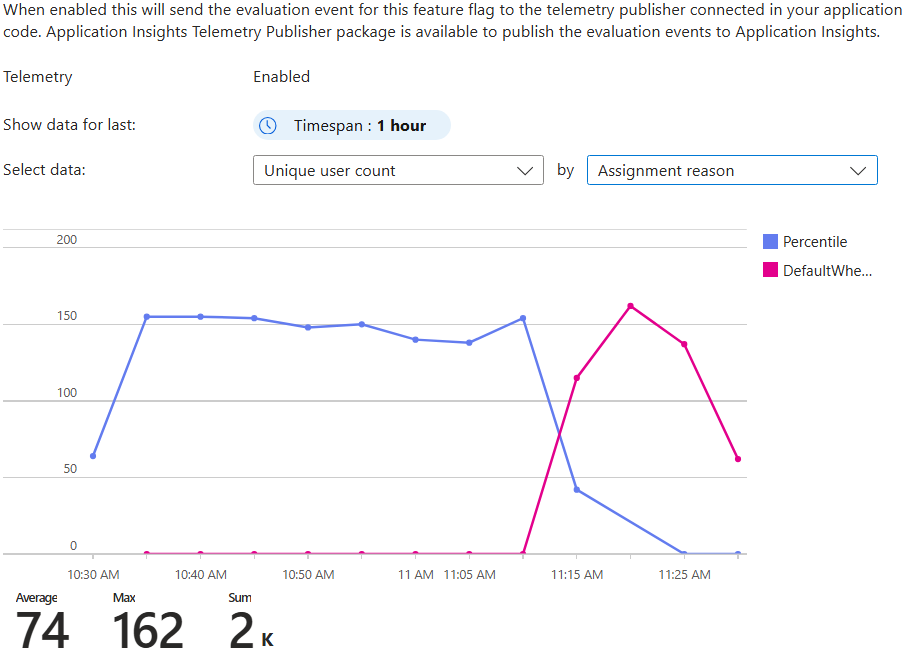 When enabled this will send the evaluation event for this feature flag to the telemetry publisher connected in your application
code. Application Insights Telemetry Publisher package is available to publish the evaluation events to Application Insights.
Telemetry Enabled
Show data for last: Timespan : 1 hour
Select data: Unique user count by Assignment reason
200
150
100
50
0
Percentile
DefaultWhe...
10:30 AM 10:40 AM 10:50 AM 11 AM 11:05 AM 11:15 AM 11:25 AM
Average Max Sum
74 162 2 K